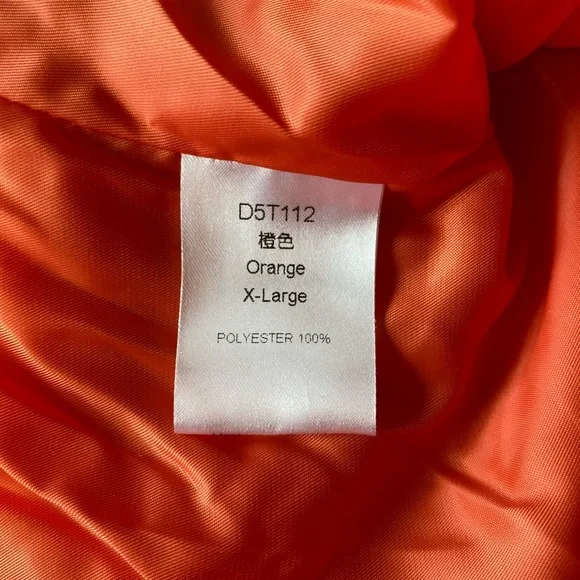 D5T112
橙色
Orange
X-Large
POLYESTER 100%